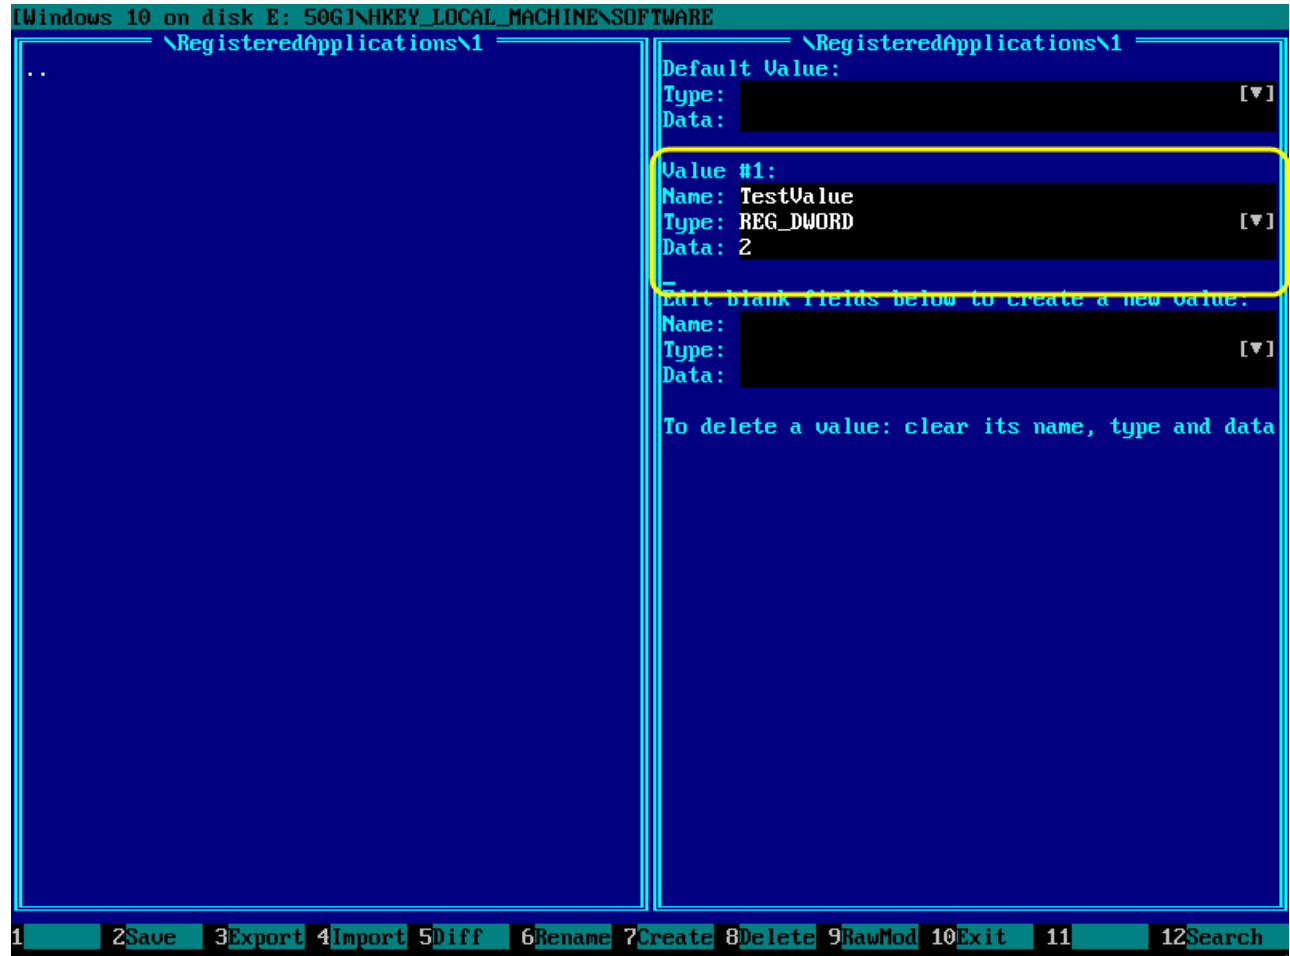 [Windows 10 on disk E: 50G]\HKEY_LOCAL_MACHINE\SOFTWARE
\RegisteredApplications\1
..
\RegisteredApplications\1
Default Value:
Type: [▼]
Data:
Value #1:
Name: TestValue
Type: REG_DWORD [▼]
Data: 2
Edit blank fields below to create a new value:
Name:
Type: [▼]
Data:
To delete a value: clear its name, type and data
1 2Save 3Export 4Import 5Diff 6Rename 7Create 8Delete 9RawMod 10Exit 11 12Search